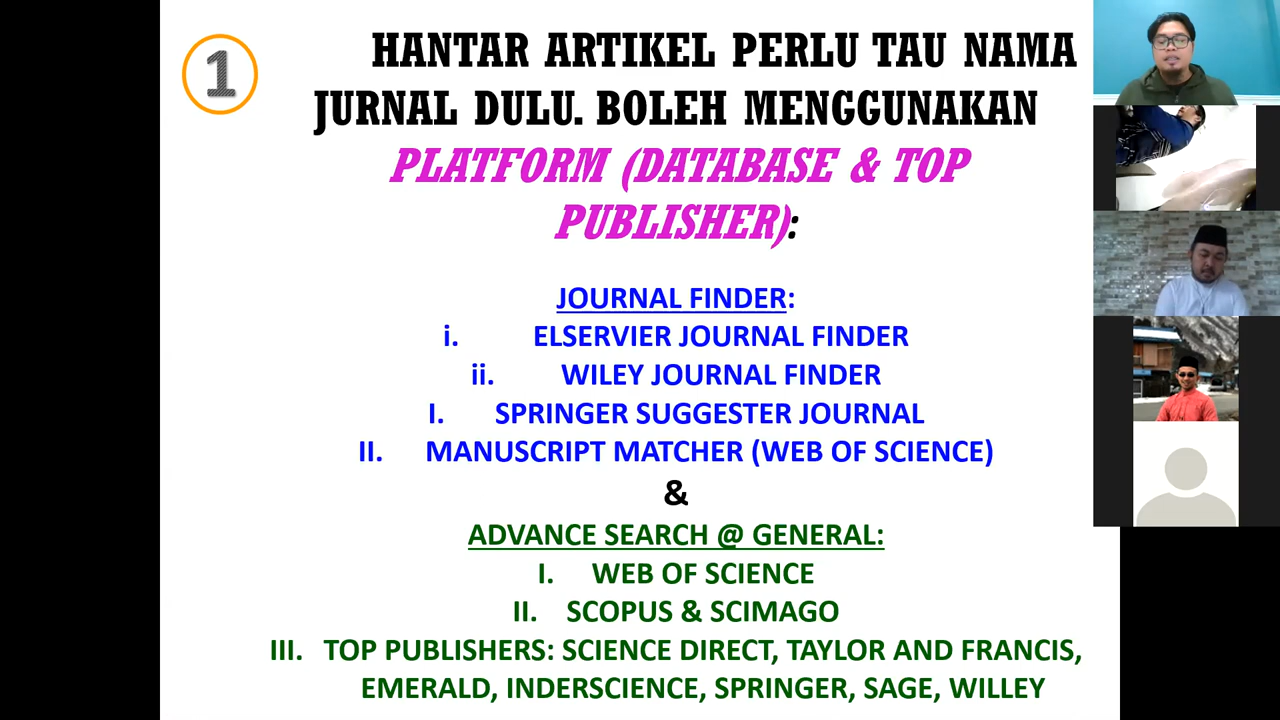 1
HANTAR ARTIKEL PERLU TAU NAMA
JURNAL DULU. BOLEH MENGGUNAKAN
PLATFORM (DATABASE & TOP
PUBLISHER):
JOURNAL FINDER:
i. ELSERVIER JOURNAL FINDER
ii. WILEY JOURNAL FINDER
I. SPRINGER SUGGESTER JOURNAL
II. MANUSCRIPT MATCHER (WEB OF SCIENCE)
&
ADVANCE SEARCH @ GENERAL:
I. WEB OF SCIENCE
II. SCOPUS & SCIMAGO
III. TOP PUBLISHERS: SCIENCE DIRECT, TAYLOR AND FRANCIS,
EMERALD, INDERSCIENCE, SPRINGER, SAGE, WILLEY